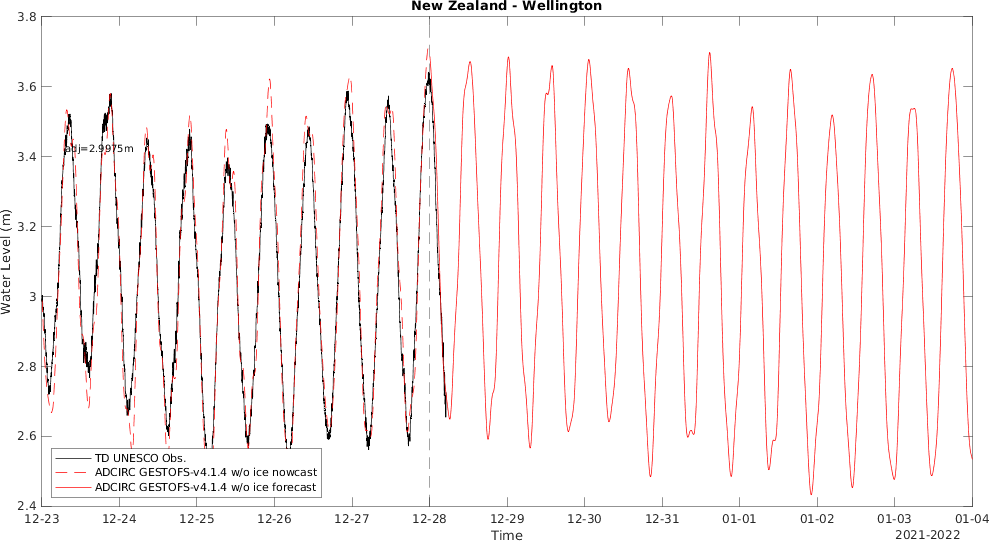 New Zealand - Wellington
3.8
3.6
3.4
3.2
3
2.8
2.6
2.4
Water Level (m)
adj=2.9975m
TD UNESCO Obs.
ADCIRC GESTOFS-v4.1.4 w/o ice nowcast
ADCIRC GESTOFS-v4.1.4 w/o ice forecast
12-23 12-24 12-25 12-26 12-27 12-28 12-29 12-30 12-31 01-01 01-02 01-03 01-04
Time
2021-2022